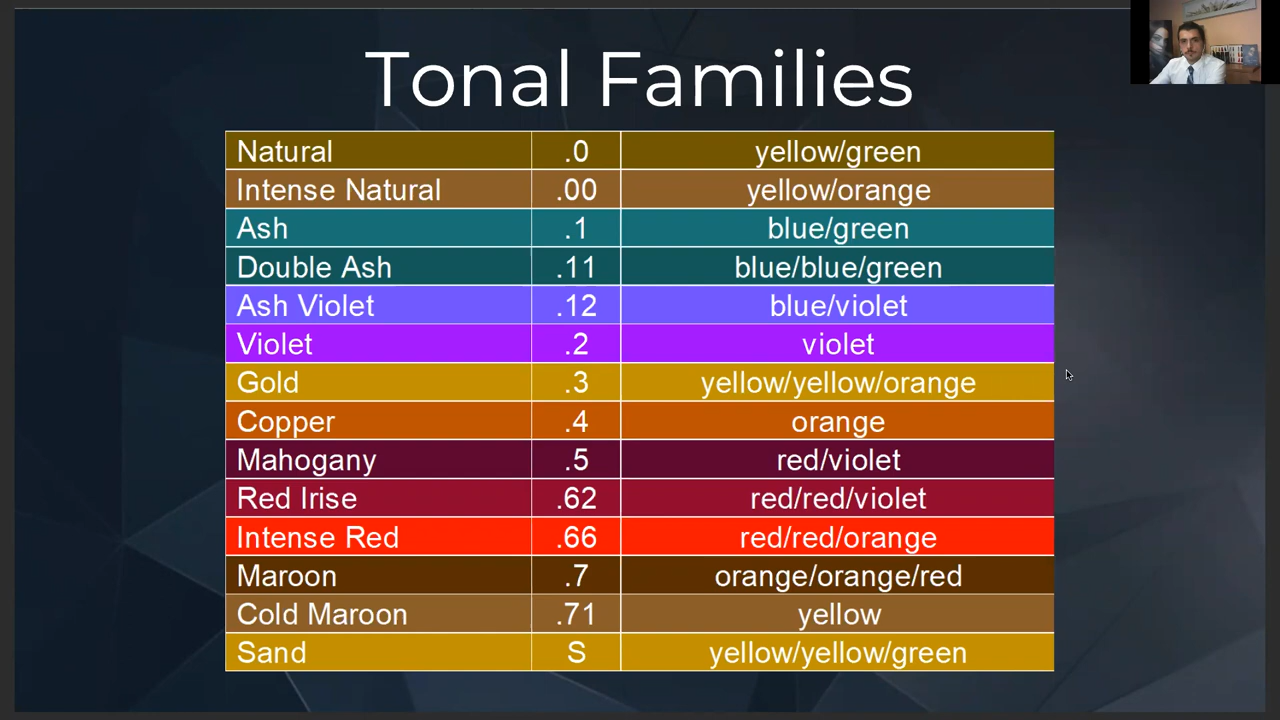 Tonal Families
Natural .0 yellow/green
Intense Natural .00 yellow/orange
Ash .1 blue/green
Double Ash .11 blue/blue/green
Ash Violet .12 blue/violet
Violet .2 violet
Gold .3 yellow/yellow/orange
Copper .4 orange
Mahogany .5 red/violet
Red Irise .62 red/red/violet
Intense Red .66 red/red/orange
Maroon .7 orange/orange/red
Cold Maroon .71 yellow
Sand S yellow/yellow/green